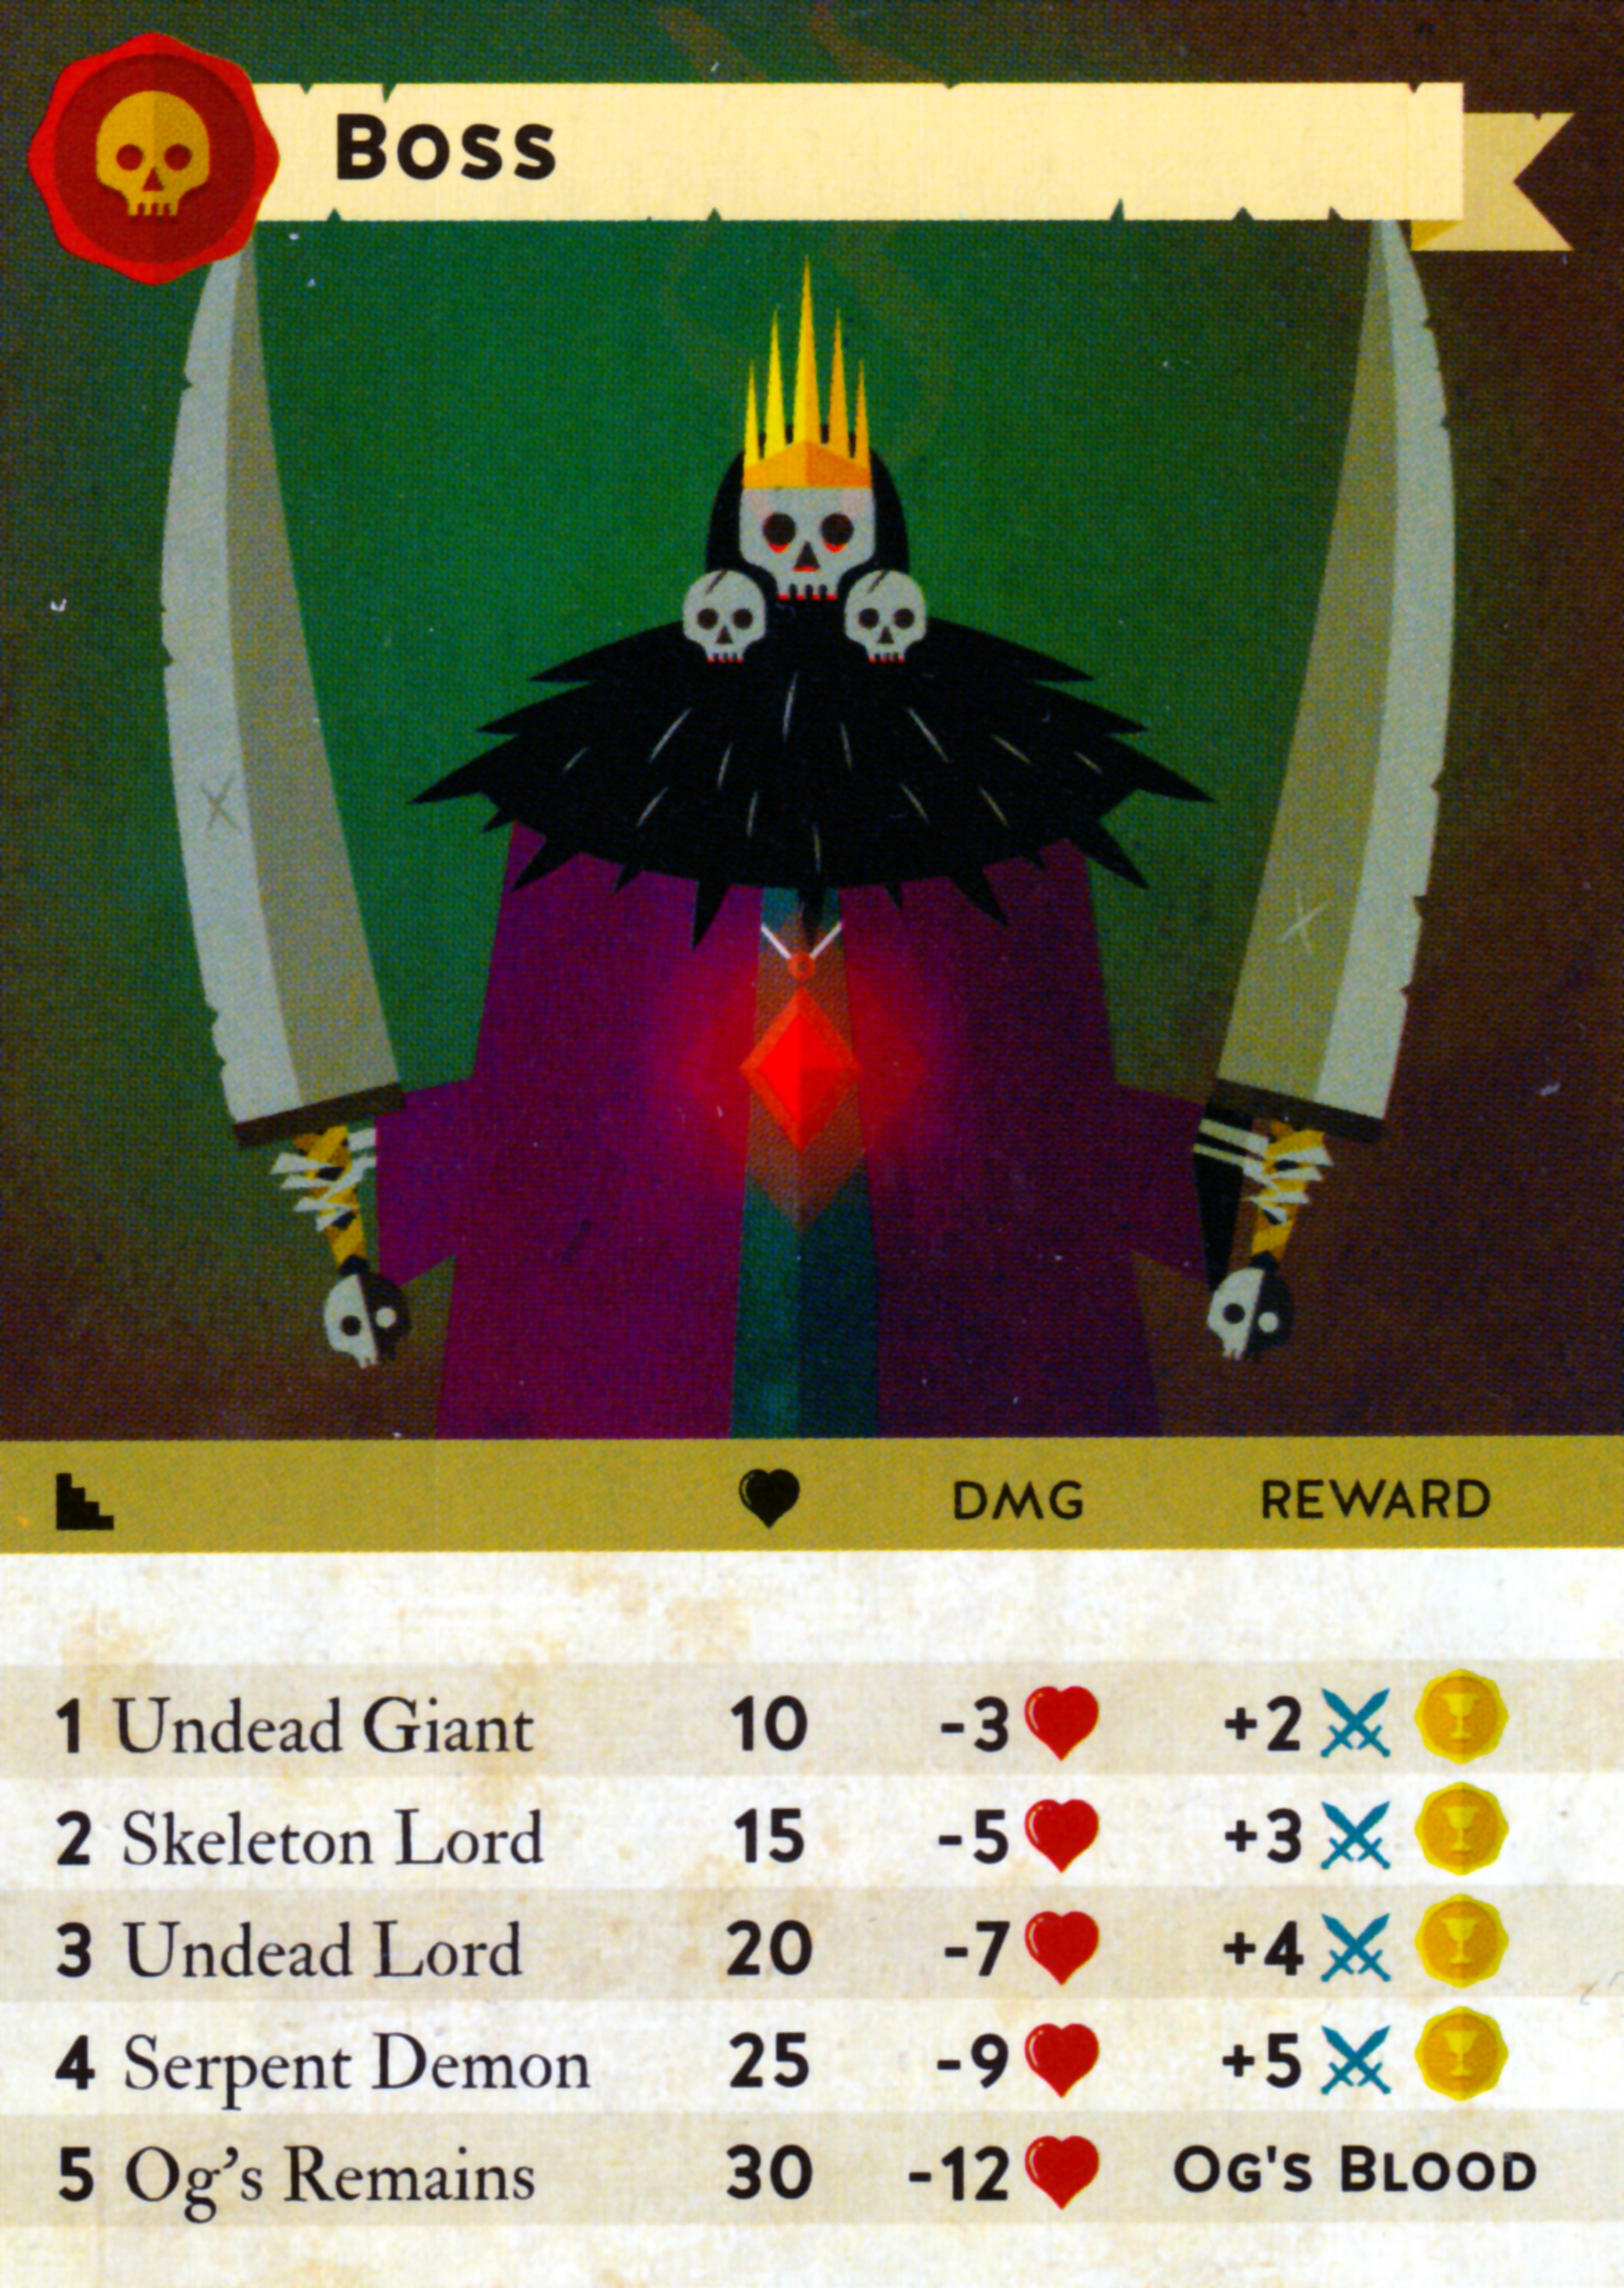 Boss
DMG REWARD
1 Undead Giant 10 -3 +2
2 Skeleton Lord 15 -5 +3
3 Undead Lord 20 -7 +4
4 Serpent Demon 25 -9 +5
5 Og's Remains 30 -12 Og's Blood